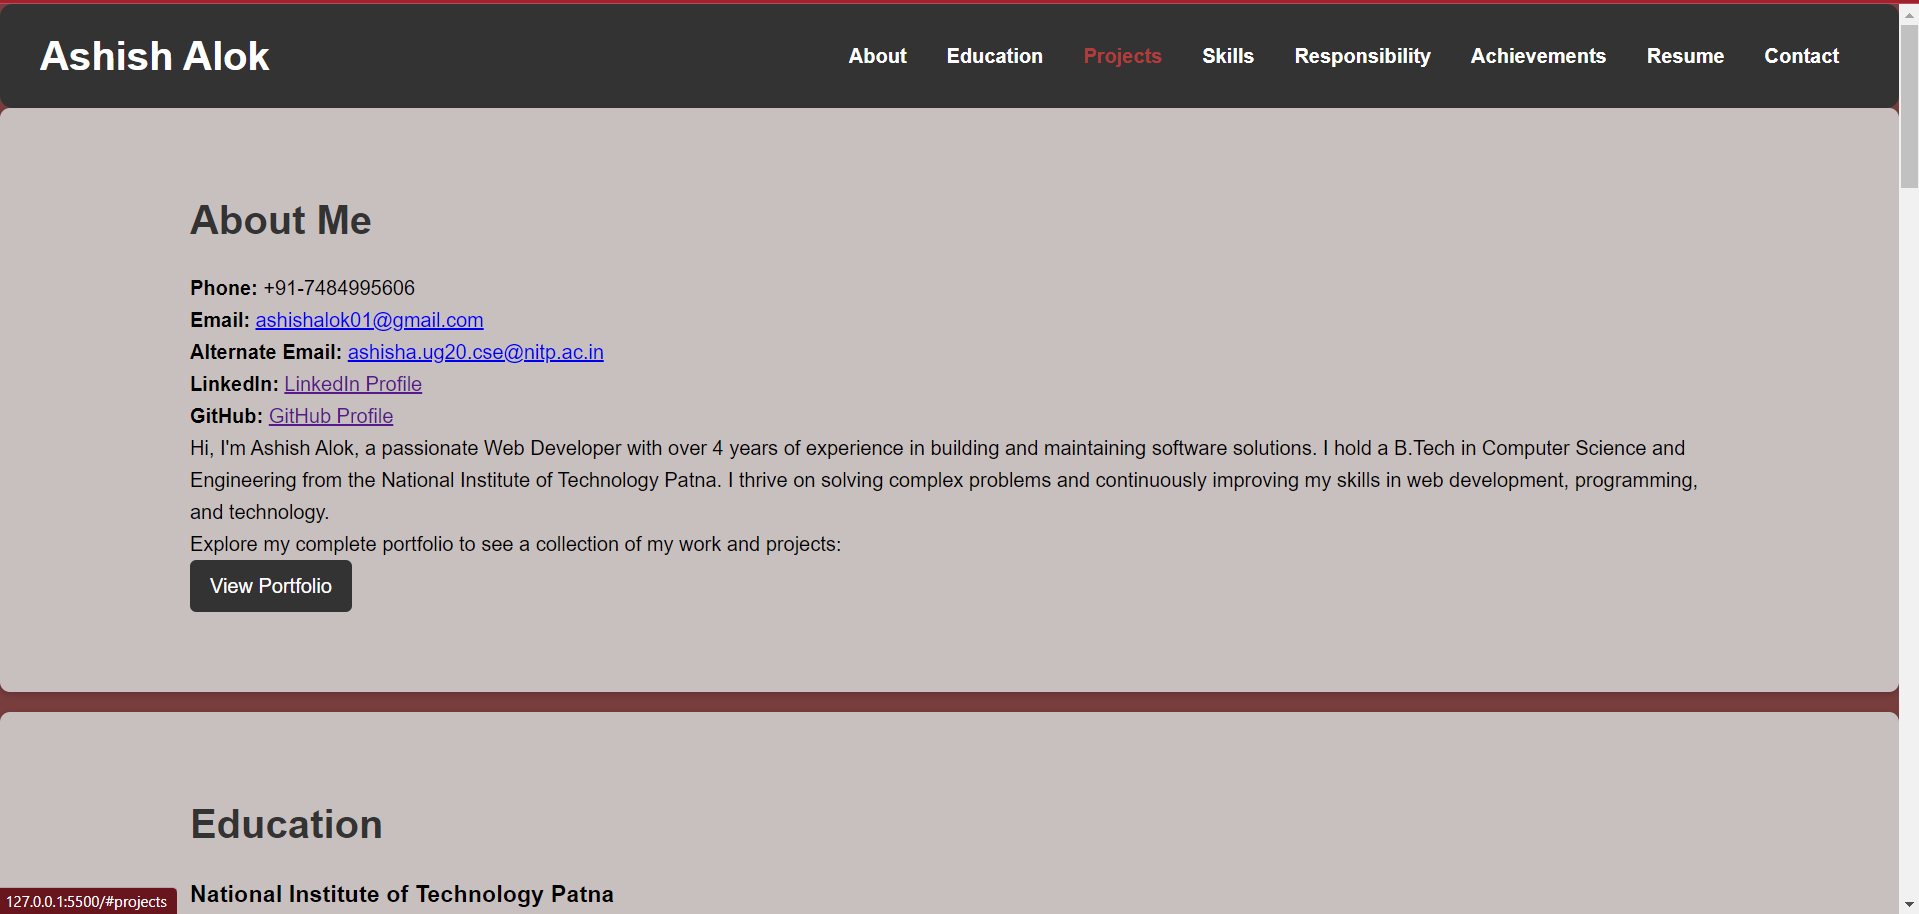 Ashish Alok
About Education Projects Skills Responsibility Achievements Resume Contact
About Me
Phone: +91-7484995606
Email: ashishalok01@gmail.com
Alternate Email: ashisha.ug20.cse@nitp.ac.in
LinkedIn: LinkedIn Profile
GitHub: GitHub Profile
Hi, I'm Ashish Alok, a passionate Web Developer with over 4 years of experience in building and maintaining software solutions. I hold a B.Tech in Computer Science and
Engineering from the National Institute of Technology Patna. I thrive on solving complex problems and continuously improving my skills in web development, programming,
and technology.
Explore my complete portfolio to see a collection of my work and projects:
View Portfolio
Education
National Institute of Technology Patna
127.0.0.1:5500/#projects